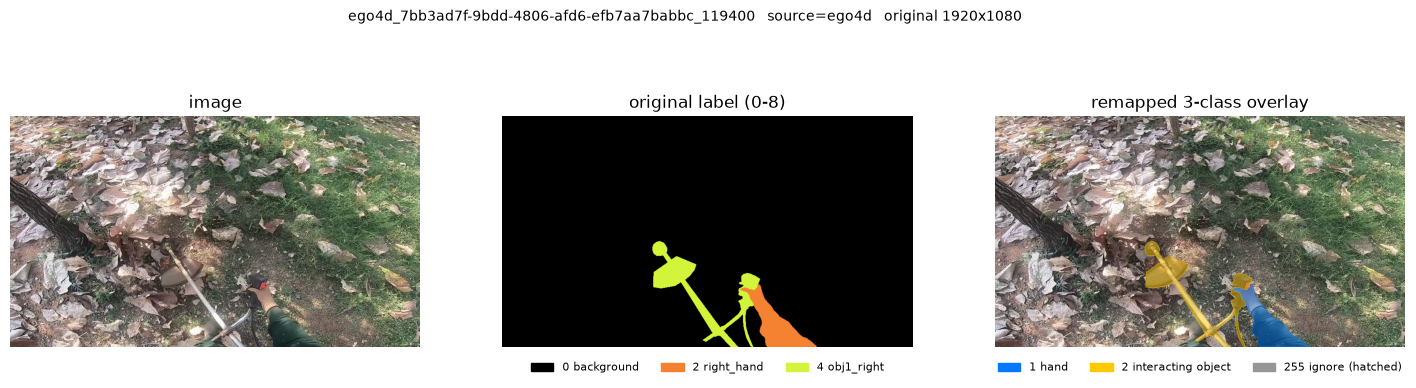 ego4d_7bb3ad7f-9bdd-4806-afd6-efb7aa7babbc_119400   source=ego4d   original 1920x1080
image
original label (0-8)
remapped 3-class overlay
0 background
2 right_hand
4 obj1_right
1 hand
2 interacting object
255 ignore (hatched)